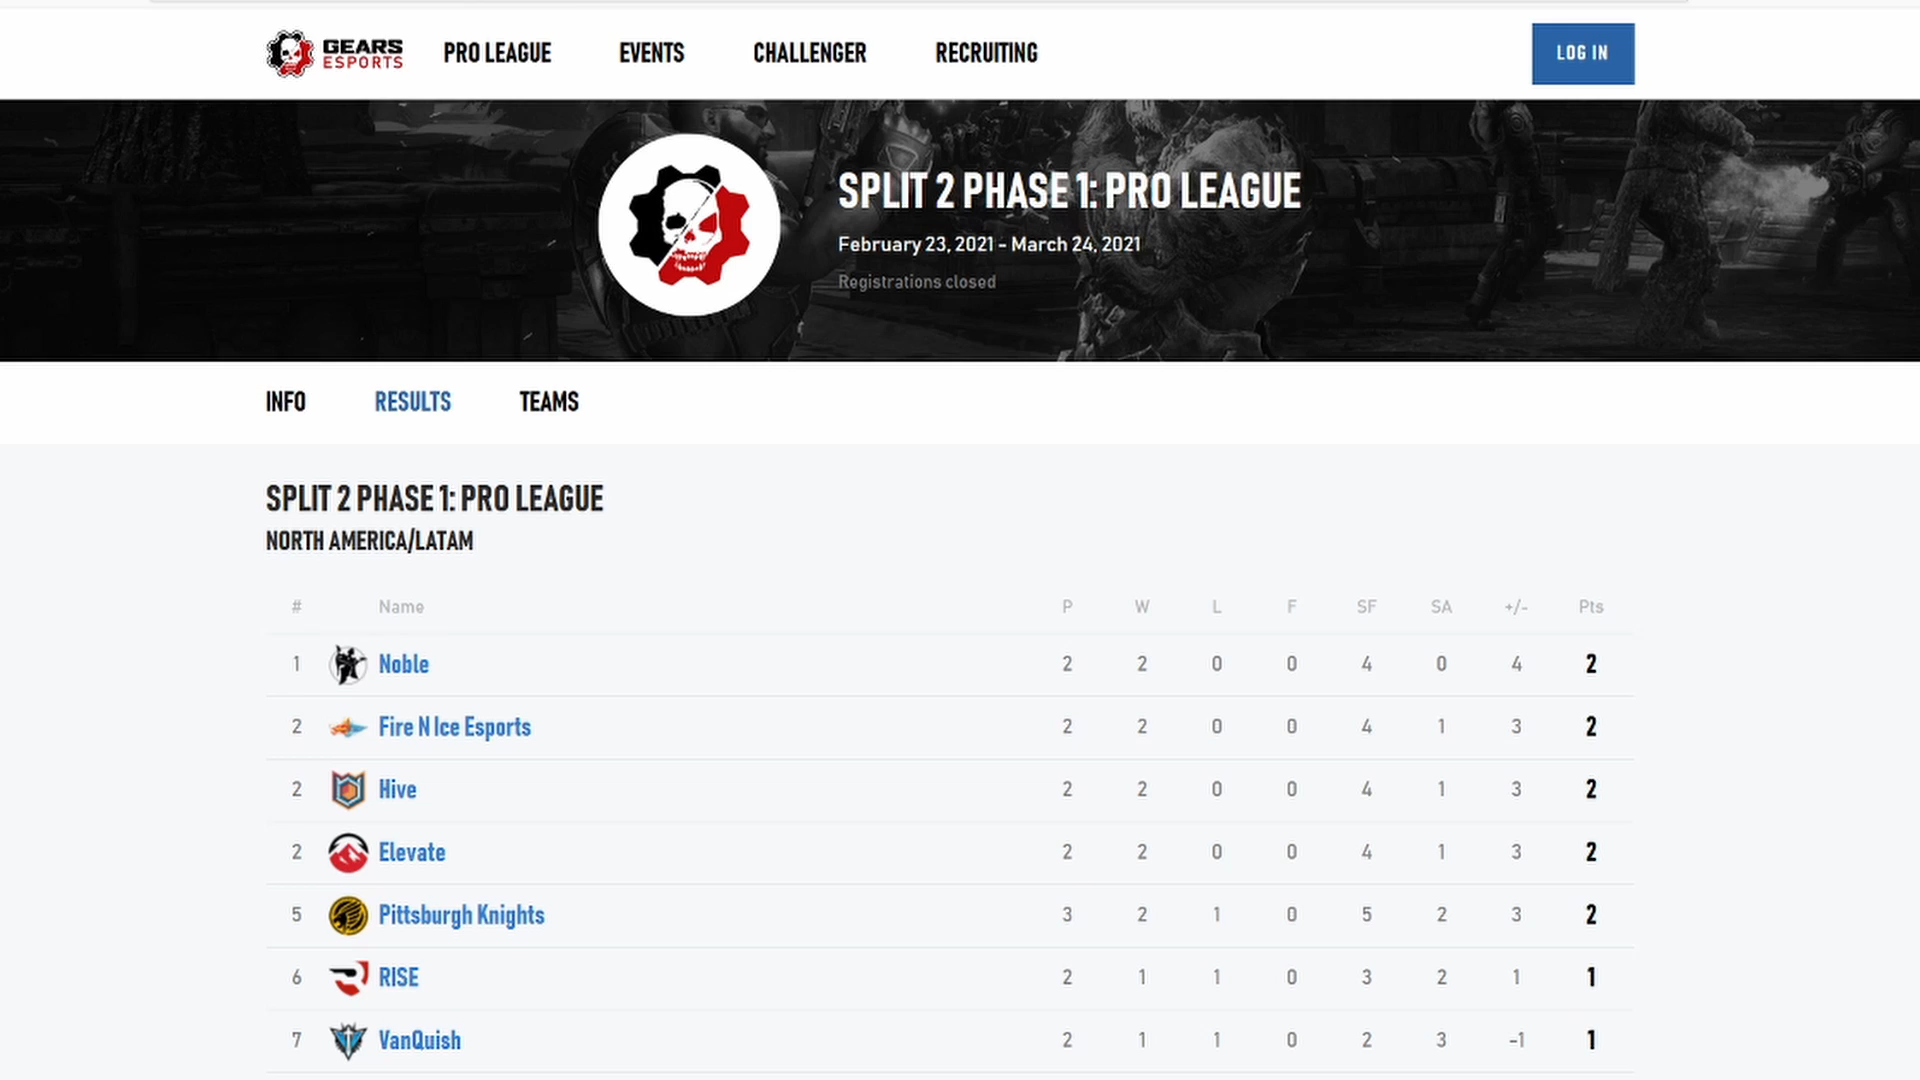 GEARS ESPORTS PRO LEAGUE EVENTS CHALLENGER RECRUITING LOG IN
SPLIT 2 PHASE 1: PRO LEAGUE
February 23, 2021 - March 24, 2021
Registrations closed
INFO RESULTS TEAMS
SPLIT 2 PHASE 1: PRO LEAGUE
NORTH AMERICA/LATAM
# Name P W L F SF SA +/- Pts
1 Noble 2 2 0 0 4 0 4 2
2 Fire N Ice Esports 2 2 0 0 4 1 3 2
2 Hive 2 2 0 0 4 1 3 2
2 Elevate 2 2 0 0 4 1 3 2
5 Pittsburgh Knights 3 2 1 0 5 2 3 2
6 RISE 2 1 1 0 3 2 1 1
7 VanQuish 2 1 1 0 2 3 -1 1